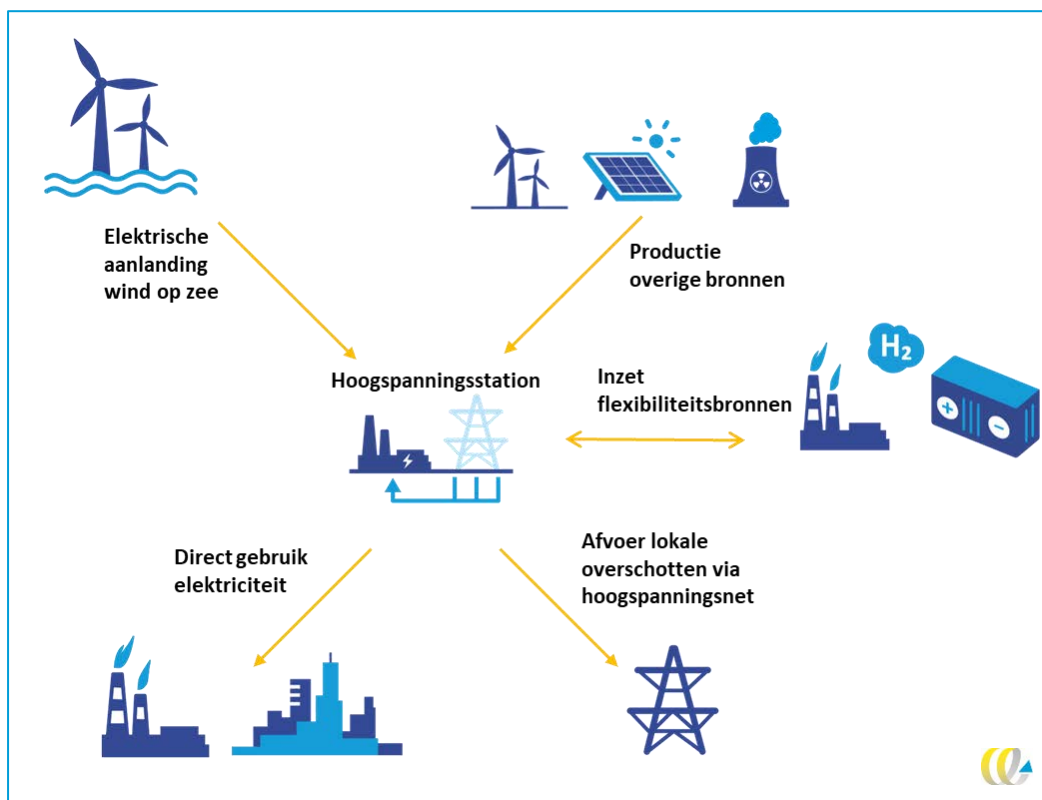 Elektrische
aanlanding
wind op zee
Productie
overige bronnen
Hoogspanningsstation
Inzet
flexibiliteitsbronnen
H2
+
-
Direct gebruik
elektriciteit
Afvoer lokale
overschotten via
hoogspanningsnet